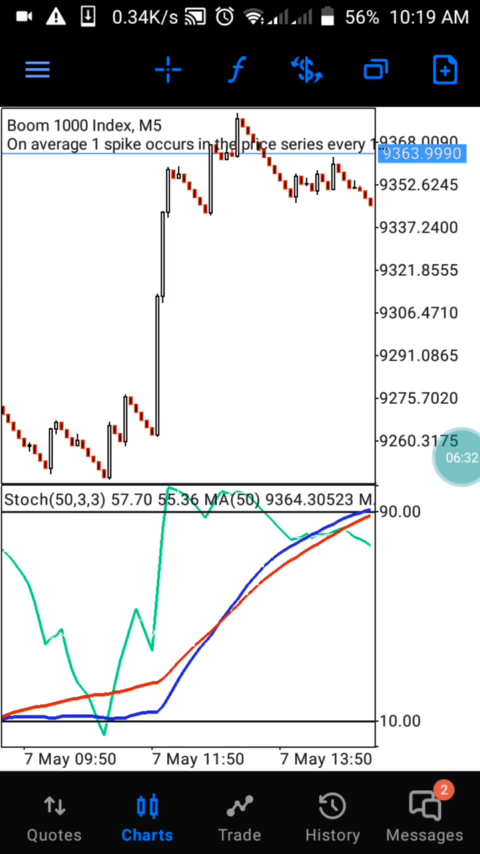 0.34K/s 56% 10:19 AM
Boom 1000 Index, M5
On average 1 spike occurs in the price series every 1
9368.0090
9363.9990
9352.6245
9337.2400
9321.8555
9306.4710
9291.0865
9275.7020
9260.3175
06:32
Stoch(50,3,3) 57.70 55.36 MA(50) 9364.30523 M
90.00
10.00
7 May 09:50 7 May 11:50 7 May 13:50
2
Quotes Charts Trade History Messages